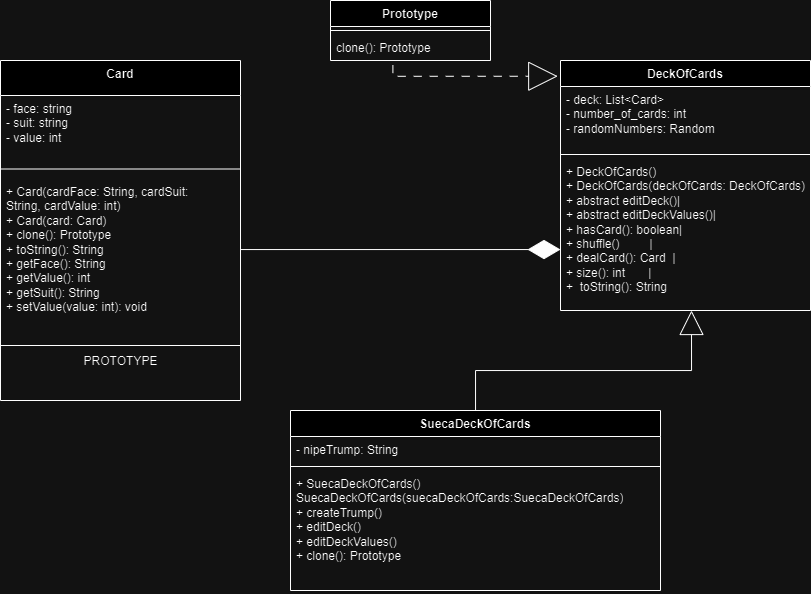 Prototype
clone(): Prototype
Card
- face: string
- suit: string
- value: int
+ Card(cardFace: String, cardSuit:
String, cardValue: int)
+ Card(card: Card)
+ clone(): Prototype
+ toString(): String
+ getFace(): String
+ getValue(): int
+ getSuit(): String
+ setValue(value: int): void
PROTOTYPE
DeckOfCards
- deck: List<Card>
- number_of_cards: int
- randomNumbers: Random
+ DeckOfCards()
+ DeckOfCards(deckOfCards: DeckOfCards)
+ abstract editDeck()|
+ abstract editDeckValues()|
+ hasCard(): boolean|
+ shuffle() |
+ dealCard(): Card |
+ size(): int |
+ toString(): String
SuecaDeckOfCards
- nipeTrump: String
+ SuecaDeckOfCards()
SuecaDeckOfCards(suecaDeckOfCards:SuecaDeckOfCards)
+ createTrump()
+ editDeck()
+ editDeckValues()
+ clone(): Prototype